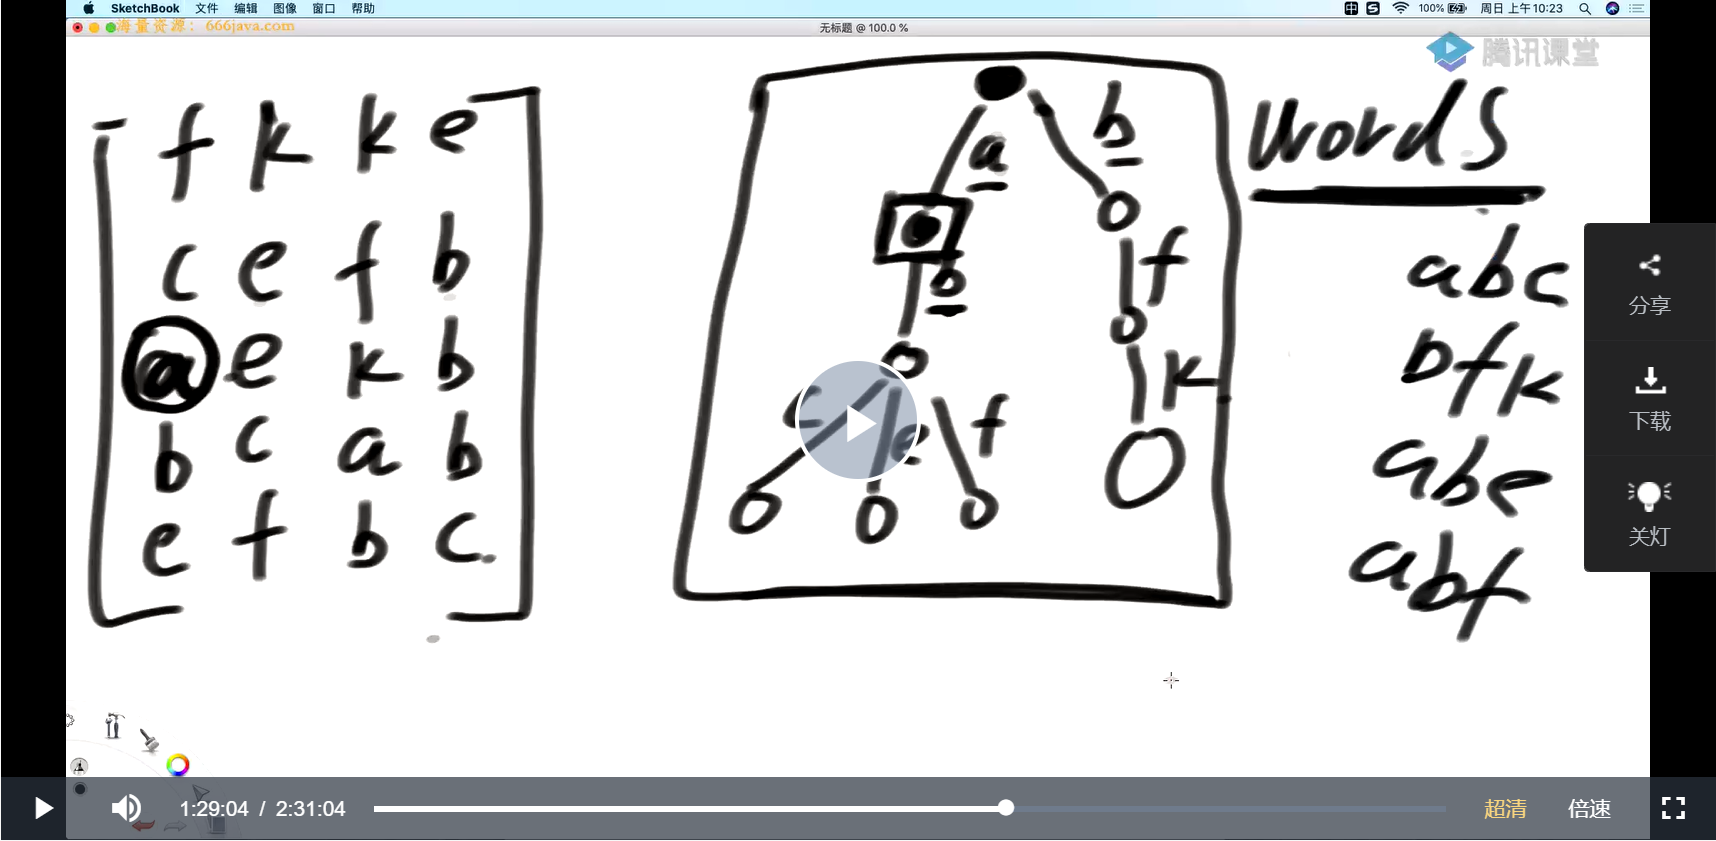 SketchBook 文件 编辑 图像 窗口 帮助 100% 周日 上午10:23
海量资源：666java.com
无标题 @ 100.0 %
腾讯课堂
f k k e
c e f b
a e k b
b c a b
e f b c
a b
b f
c e f k
words
abc
bfk
abe
abf
分享
下载
关灯
1:29:04 / 2:31:04 超清 倍速